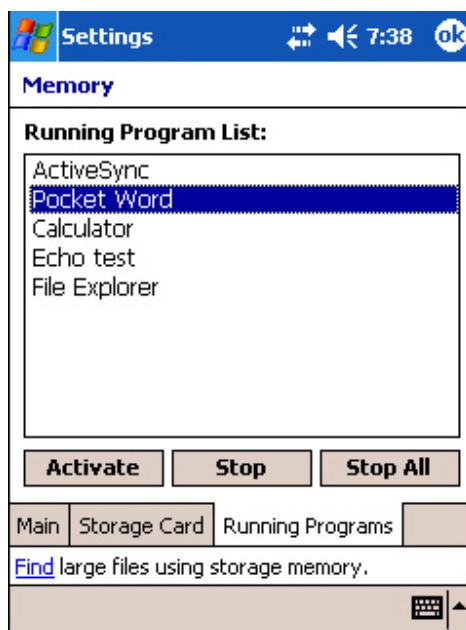 Settings 7:38 ok
Memory
Running Program List:
ActiveSync
Pocket Word
Calculator
Echo test
File Explorer
Activate Stop Stop All
Main Storage Card Running Programs
Find large files using storage memory.